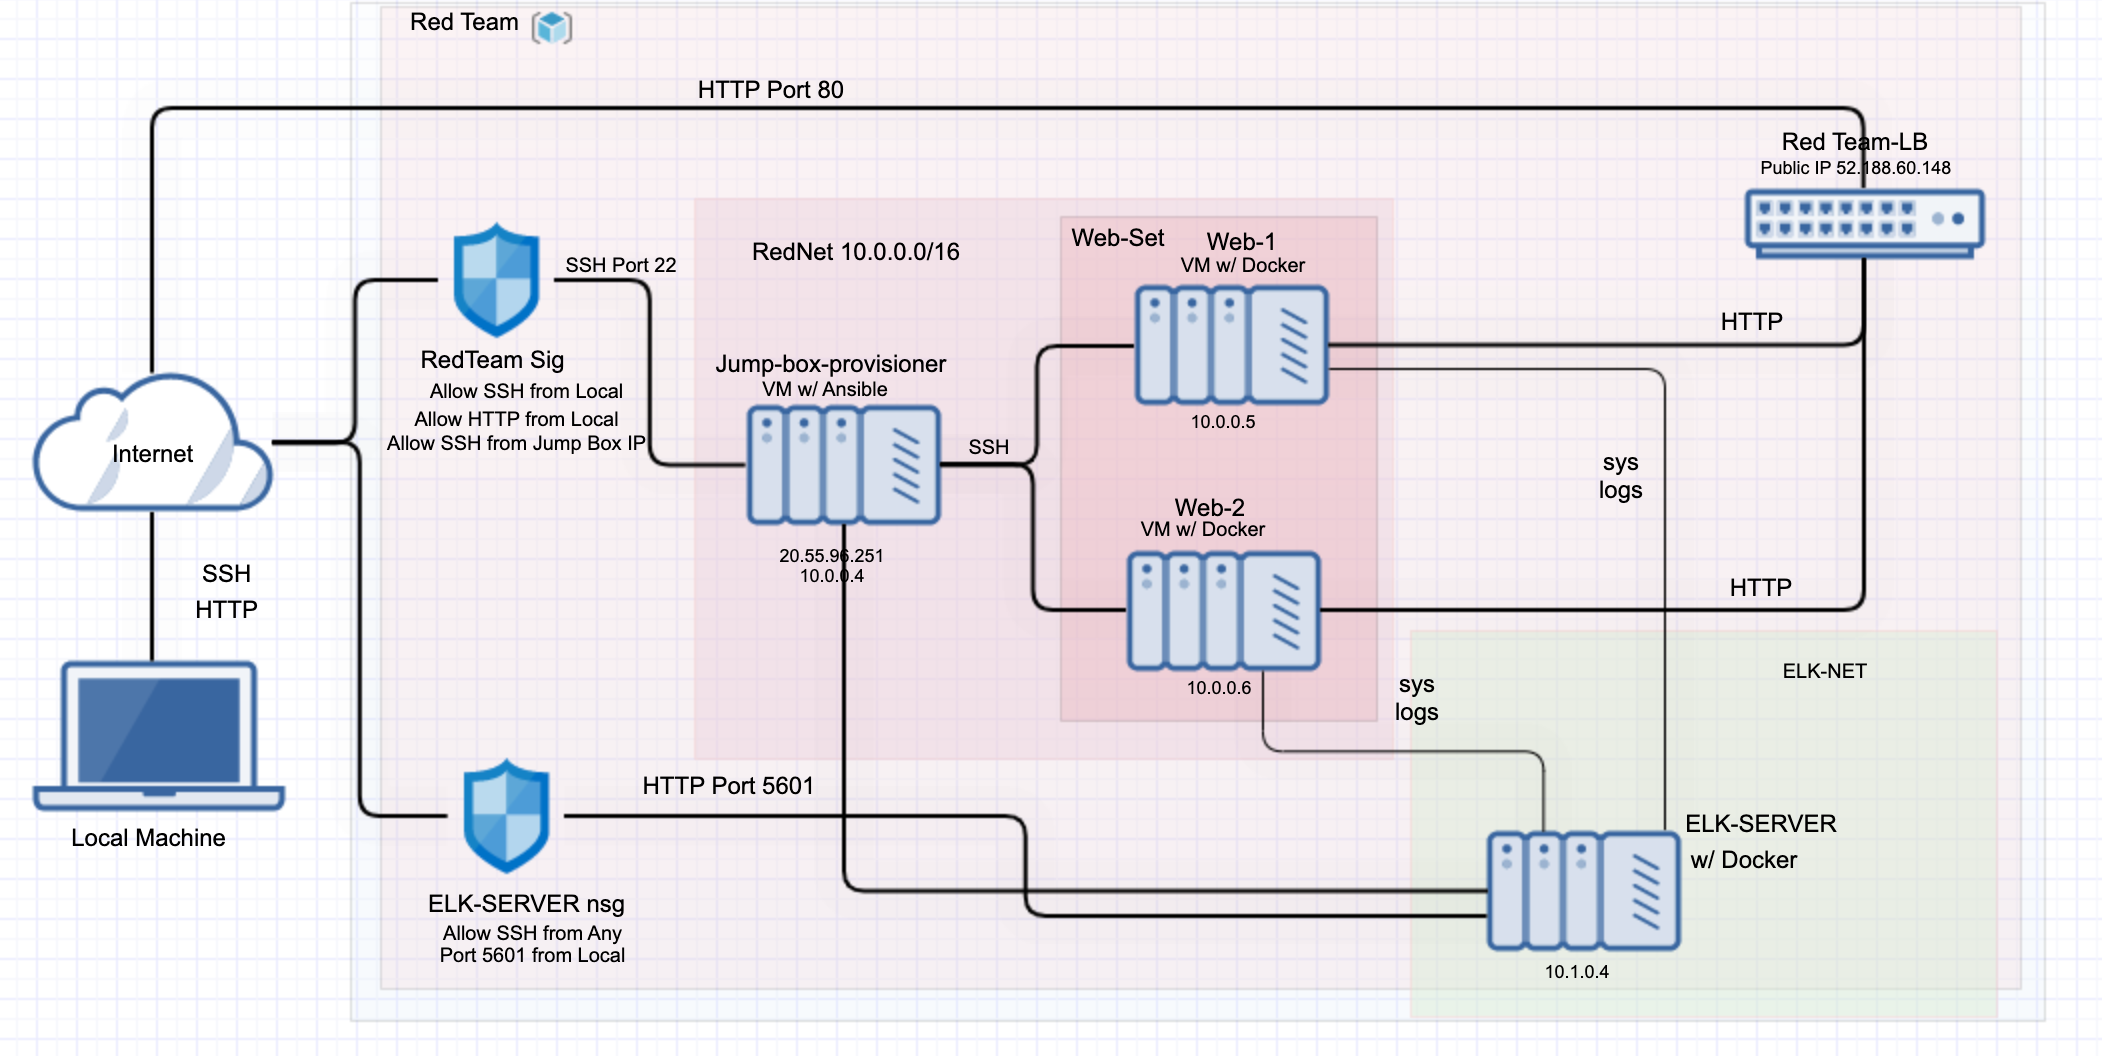 Red Team
HTTP Port 80
Red Team-LB
Public IP 52.188.60.148
SSH Port 22
RedNet 10.0.0.0/16
Web-Set
Web-1
VM w/ Docker
HTTP
RedTeam Sig
Allow SSH from Local
Allow HTTP from Local
Allow SSH from Jump Box IP
Jump-box-provisioner
VM w/ Ansible
10.0.0.5
Internet
SSH
sys
logs
Web-2
VM w/ Docker
20.55.96.251
10.0.0.4
SSH
HTTP
HTTP
10.0.0.6
sys
logs
ELK-NET
HTTP Port 5601
Local Machine
ELK-SERVER
w/ Docker
ELK-SERVER nsg
Allow SSH from Any
Port 5601 from Local
10.1.0.4